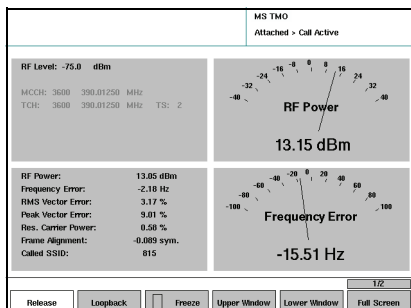 MS TMO
Attached > Call Active
RF Level: -75.0 dBm
MCCH: 3600 390.01250 MHz
TCH: 3600 390.01250 MHz TS: 2
-40 -32 -24 -16 -8 0 8 16 24 32 40
RF Power
13.15 dBm
RF Power: 13.05 dBm
Frequency Error: -2.18 Hz
RMS Vector Error: 3.17 %
Peak Vector Error: 9.01 %
Res. Carrier Power: 0.58 %
Frame Alignment: -0.089 sym.
Called SSID: 815
-100 -80 -60 -40 -20 0 20 40 60 80 100
Frequency Error
-15.51 Hz
1/2
Release Loopback Freeze Upper Window Lower Window Full Screen